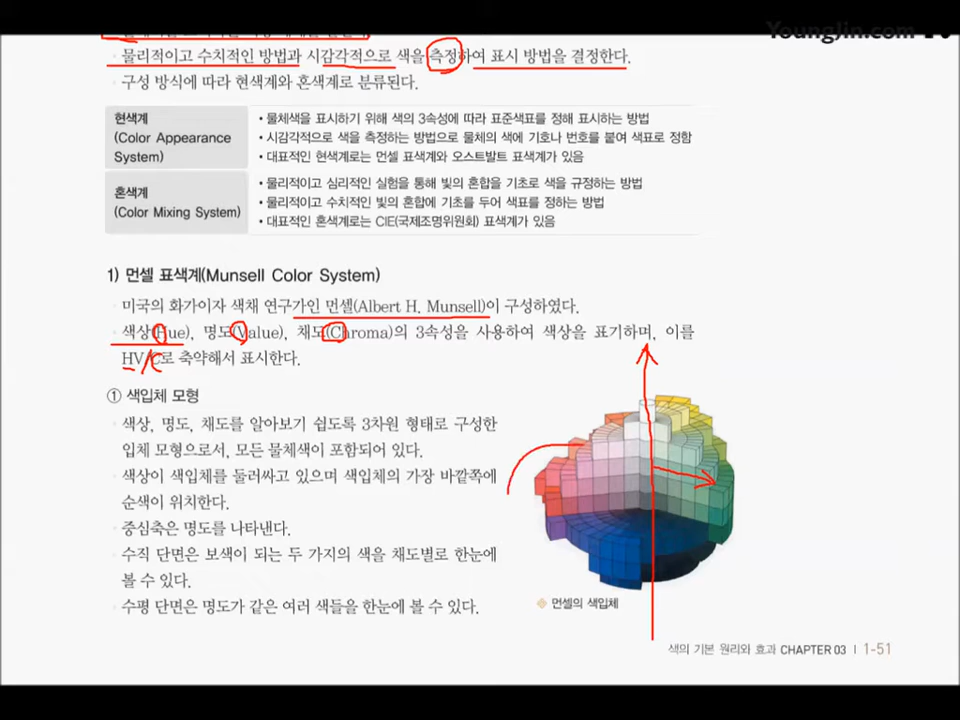 Younglin.com
물리적이고 수치적인 방법과 시감각적으로 색을 측정하여 표시 방법을 결정한다.
구성 방식에 따라 현색계와 혼색계로 분류된다.
현색계
(Color Appearance
System)
• 물체색을 표시하기 위해 색의 3속성에 따라 표준색표를 정해 표시하는 방법
• 시감각적으로 색을 측정하는 방법으로 물체의 색에 기호나 번호를 붙여 색표로 정함
• 대표적인 현색계로는 먼셀 표색계와 오스트발트 표색계가 있음
혼색계
(Color Mixing System)
• 물리적이고 심리적인 실험을 통해 빛의 혼합을 기초로 색을 규정하는 방법
• 물리적이고 수치적인 빛의 혼합에 기초를 두어 색표를 정하는 방법
• 대표적인 혼색계로는 CIE(국제조명위원회) 표색계가 있음
1) 먼셀 표색계(Munsell Color System)
미국의 화가이자 색채 연구가인 먼셀(Albert H. Munsell)이 구성하였다.
색상(Hue), 명도(Value), 채도(Chroma)의 3속성을 사용하여 색상을 표기하며, 이를
HV/C로 축약해서 표시한다.
① 색입체 모형
색상, 명도, 채도를 알아보기 쉽도록 3차원 형태로 구성한
입체 모형으로서, 모든 물체색이 포함되어 있다.
색상이 색입체를 둘러싸고 있으며 색입체의 가장 바깥쪽에
순색이 위치한다.
중심축은 명도를 나타낸다.
수직 단면은 보색이 되는 두 가지의 색을 채도별로 한눈에
볼 수 있다.
수평 단면은 명도가 같은 여러 색들을 한눈에 볼 수 있다.
먼셀의 색입체
색의 기본 원리와 효과 CHAPTER 03 | 1-51